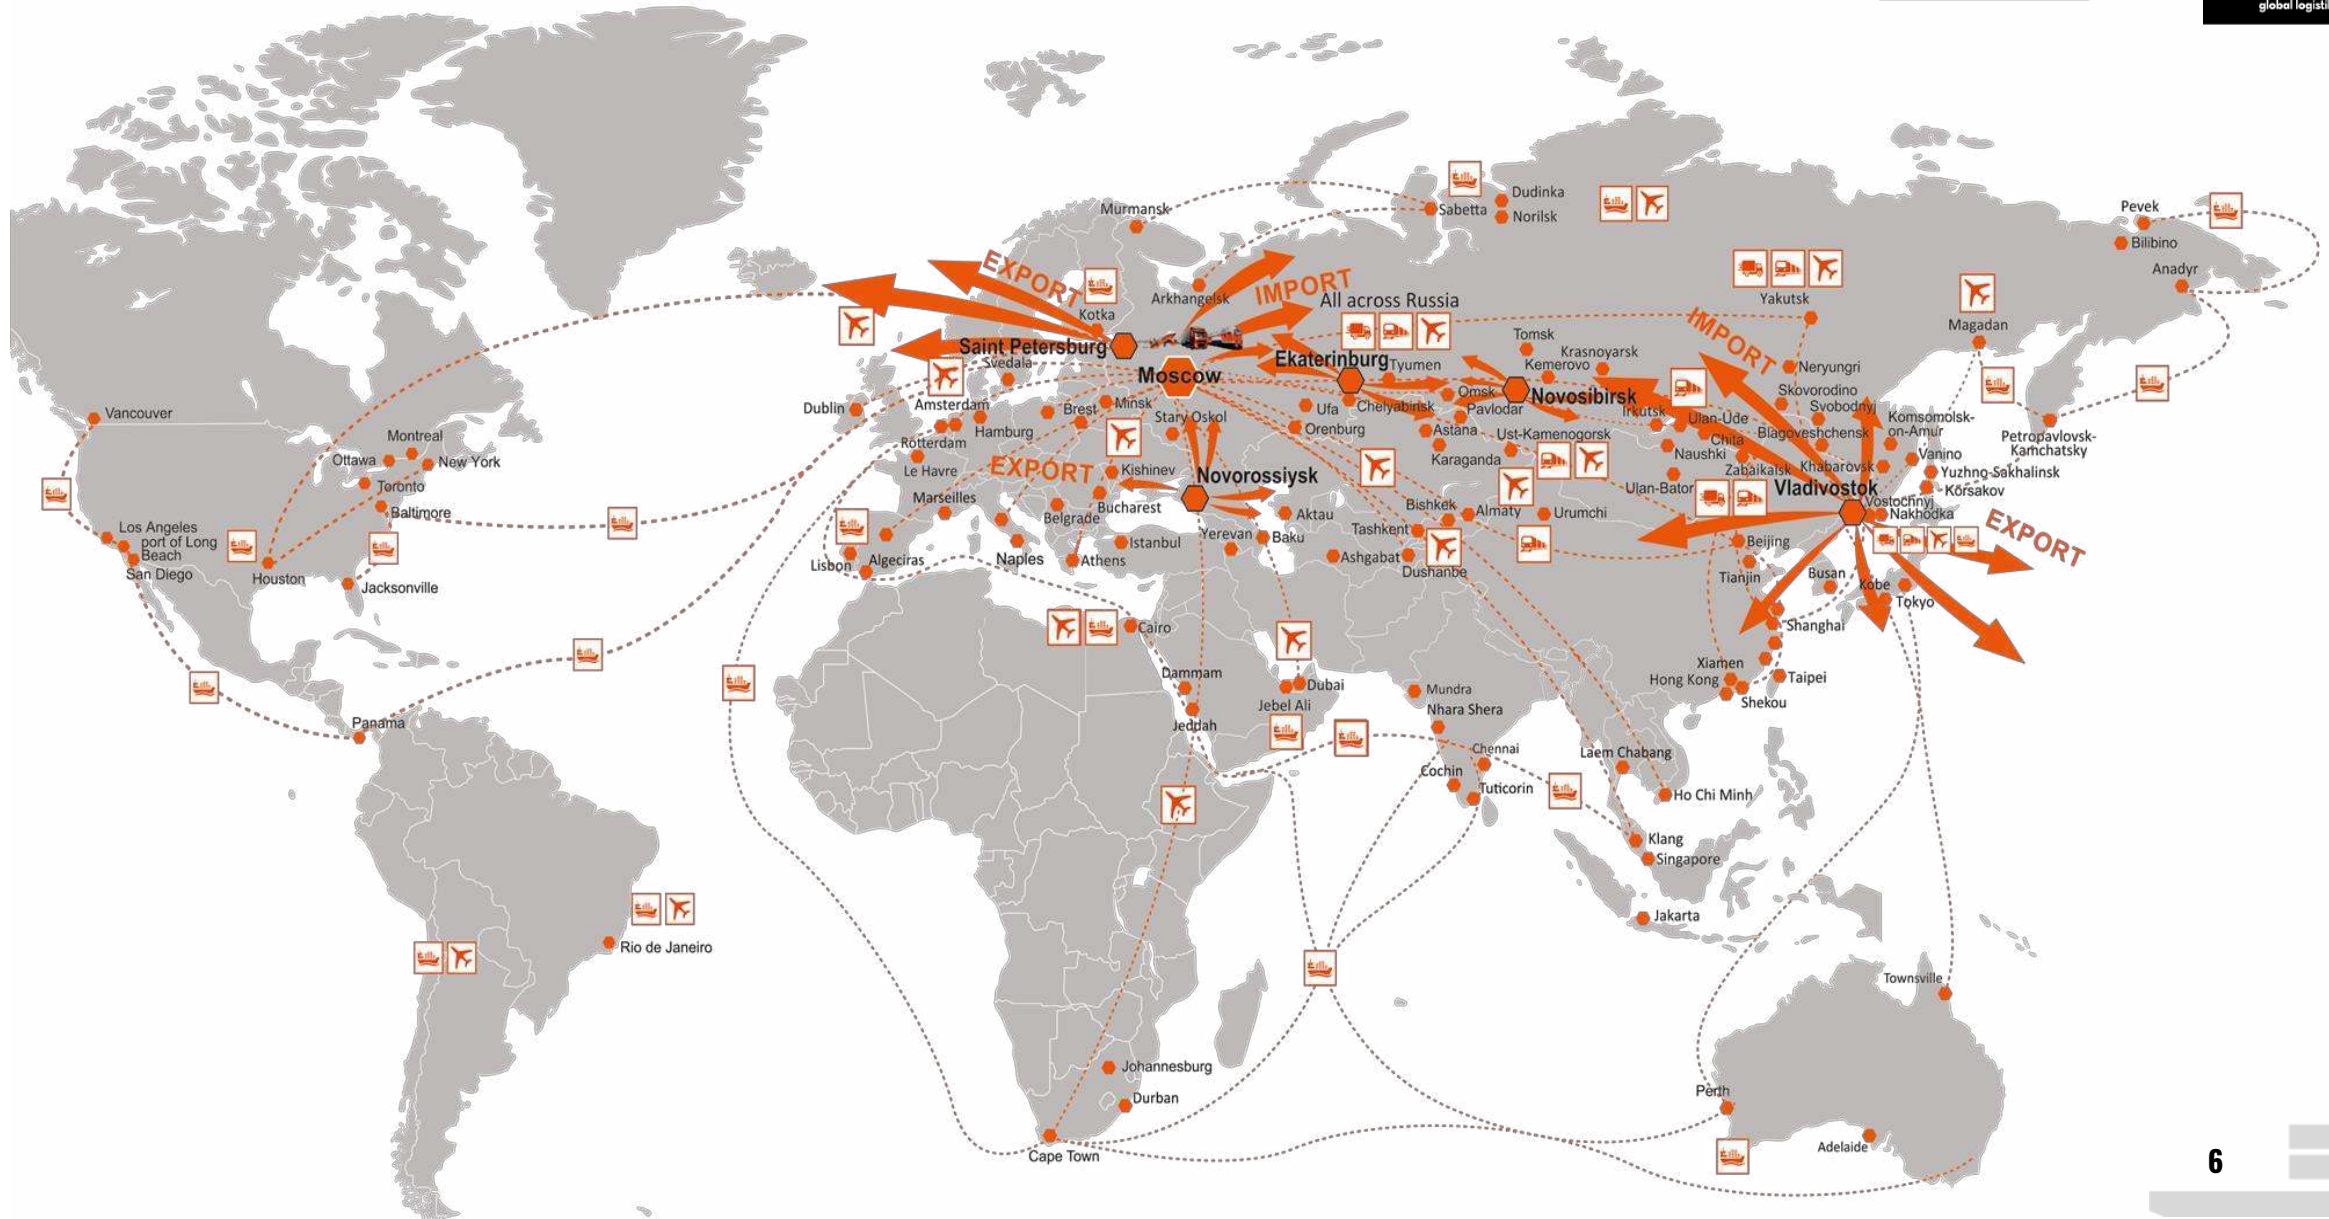 global logisti
Murmansk
Sabetta
Dudinka
Norilsk
Pevek
Bilibino
Anadyr
EXPORT
Kotka
Arkhangelsk
IMPORT
All across Russia
Yakutsk
Magadan
IMPORT
Saint Petersburg
Svedala
Moscow
Ekaterinburg
Tyumen
Tomsk
Krasnoyarsk
Kemerovo
Omsk
Novosibirsk
Neryungri
Skovorodino
Svobodnyj
Komsomolsk-
on-Amur
Petropavlovsk-
Kamchatsky
Vancouver
Dublin
Amsterdam
Brest
Minsk
Stary Oskol
Ufa
Chelyabinsk
Pavlodar
Irkutsk
Ulan-Ude
Chita
Blagoveshchensk
Montreal
Ottawa
New York
Toronto
Baltimore
Rotterdam
Hamburg
Le Havre
EXPORT
Kishinev
Orenburg
Astana
Ust-Kamenogorsk
Karaganda
Naushki
Zabaikalsk
Khabarovsk
Vanino
Yuzhno-Sakhalinsk
Korsakov
Ulan-Bator
Vladivostok
Vostochnyj
Nakhodka
EXPORT
Novorossiysk
Marseilles
Belgrade
Bucharest
Aktau
Bishkek
Almaty
Urumchi
Tashkent
Los Angeles
port of Long
Beach
San Diego
Houston
Jacksonville
Lisbon
Algeciras
Naples
Athens
Istanbul
Yerevan
Baku
Ashgabat
Dushanbe
Beijing
Tianjin
Busan
Kobe
Tokyo
Cairo
Shanghai
Dammam
Dubai
Jebel Ali
Jeddah
Mundra
Nhara Shera
Xiamen
Hong Kong
Taipei
Shekou
Panama
Chennai
Cochin
Tuticorin
Laem Chabang
Ho Chi Minh
Klang
Singapore
Jakarta
Rio de Janeiro
Townsville
Johannesburg
Durban
Cape Town
Perth
Adelaide
6